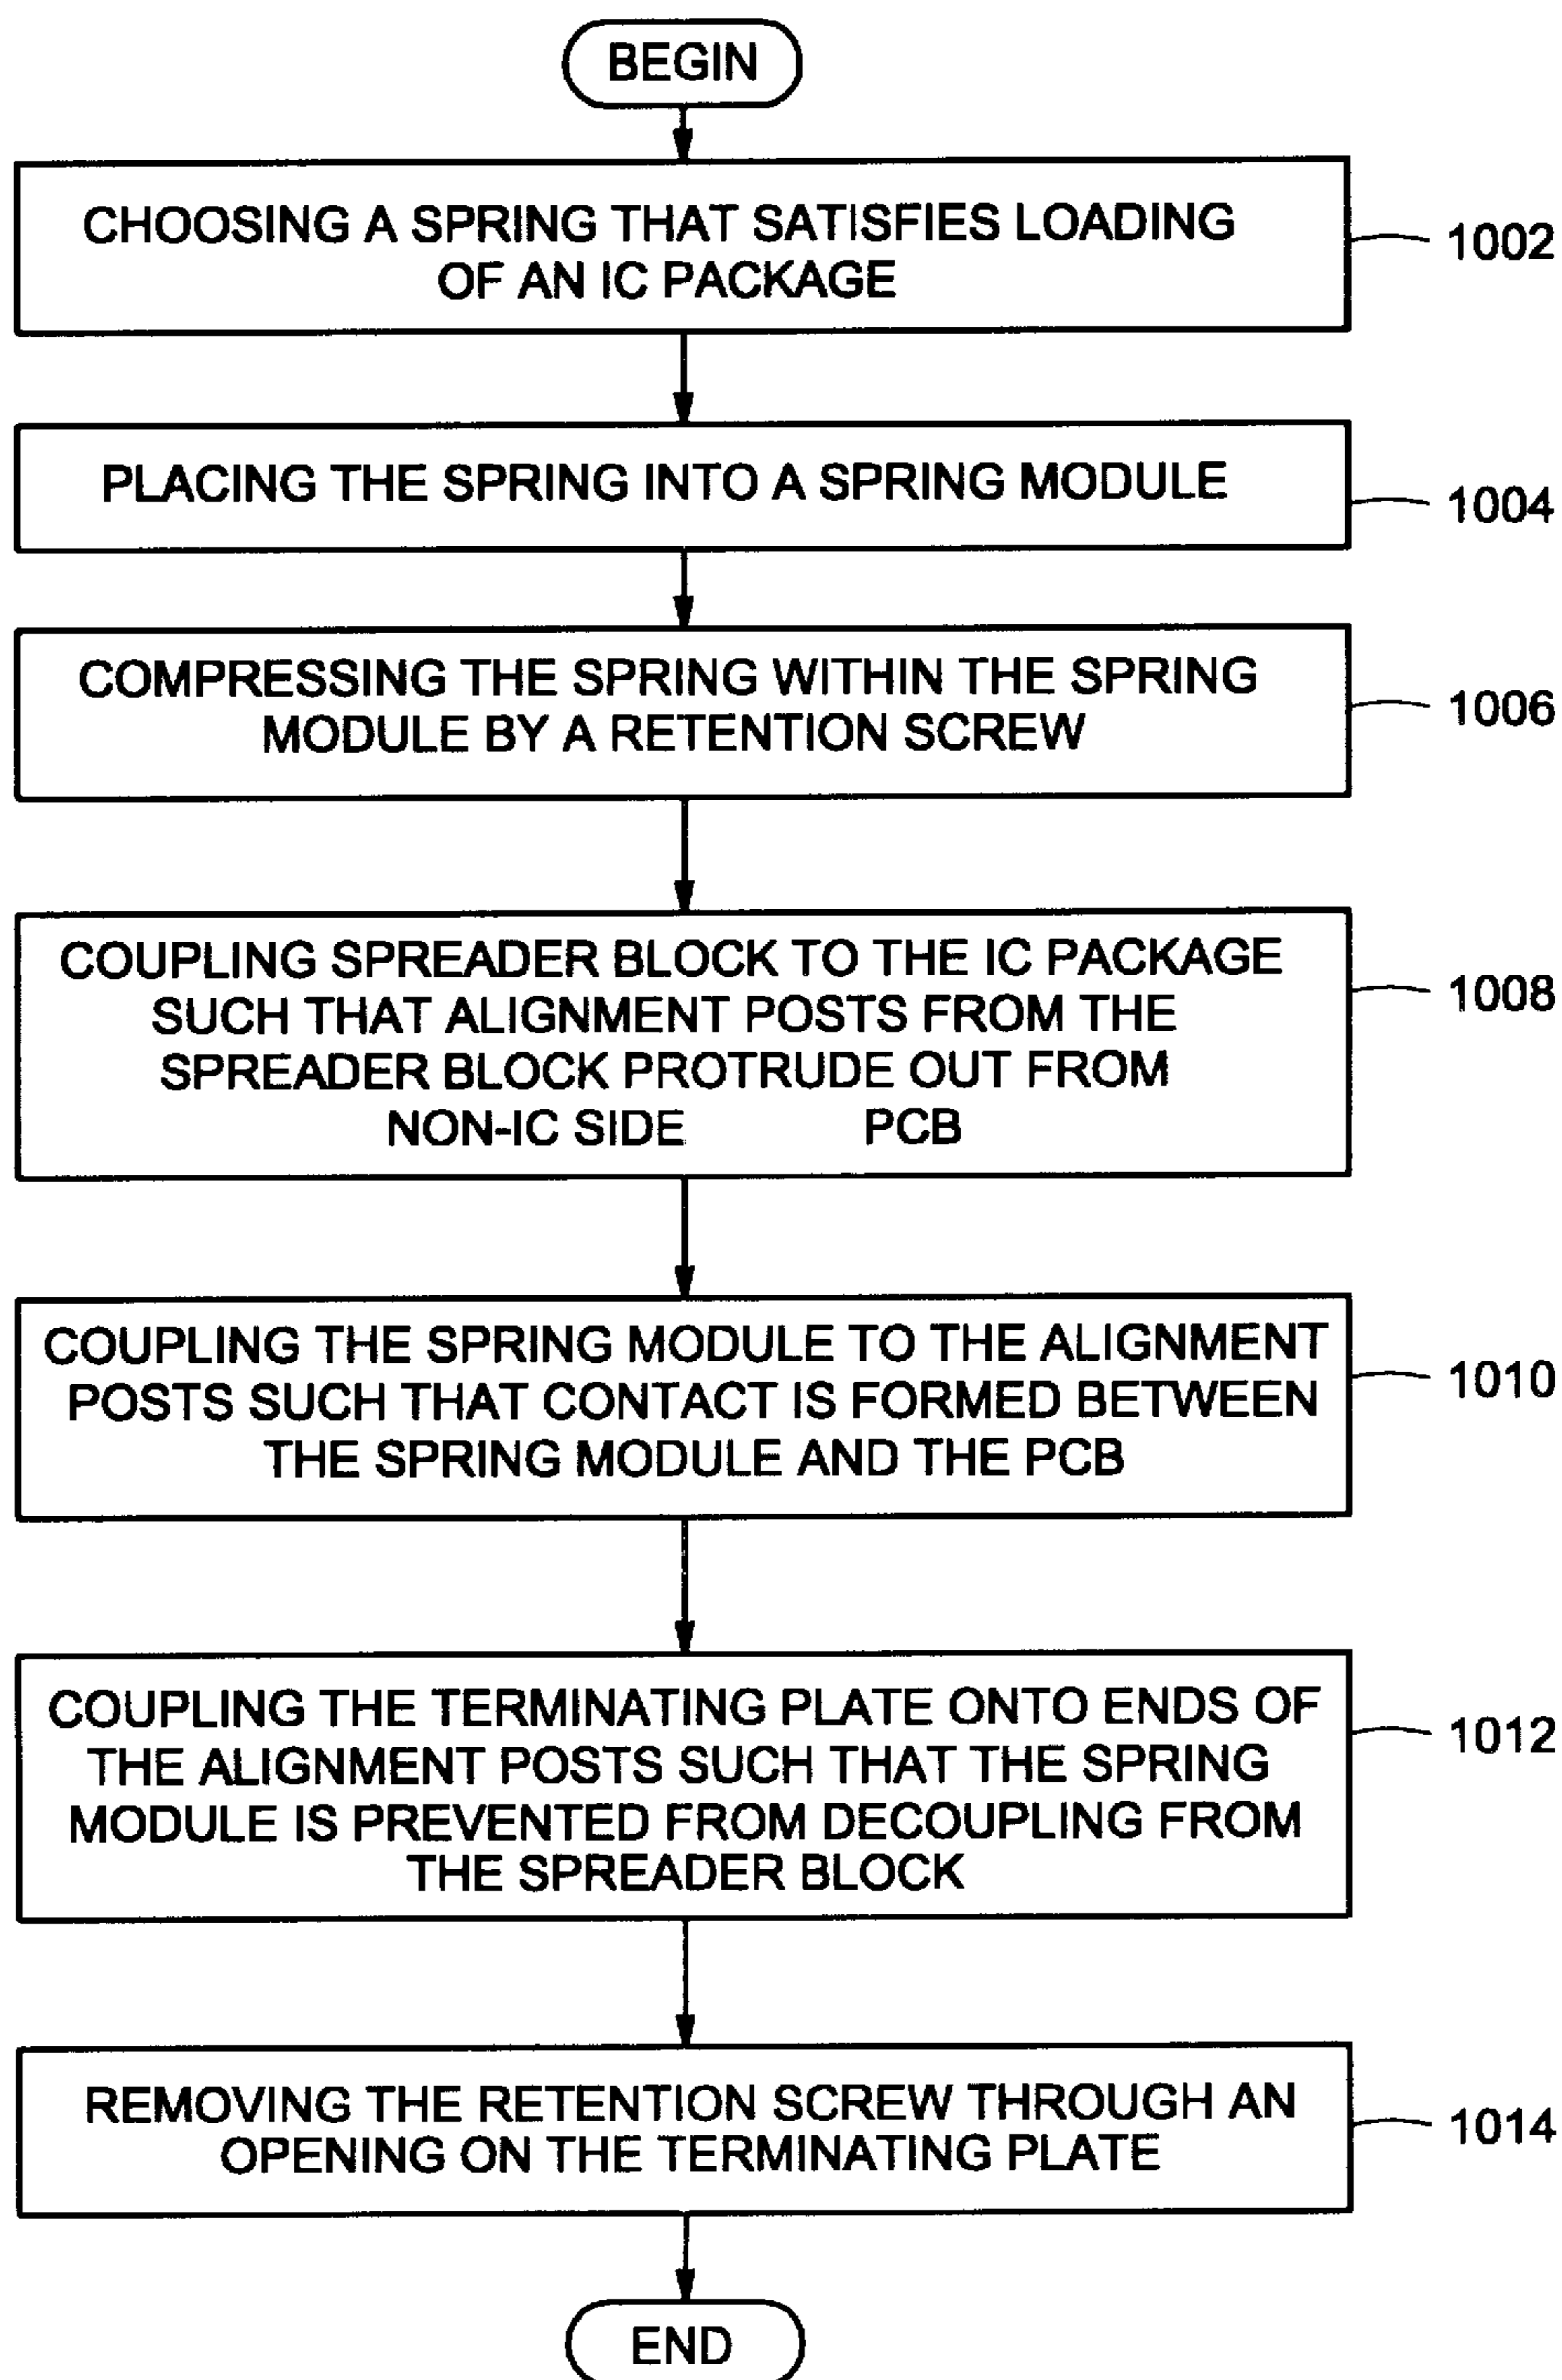 BEGIN
CHOOSING A SPRING THAT SATISFIES LOADING
OF AN IC PACKAGE
1002
PLACING THE SPRING INTO A SPRING MODULE
1004
COMPRESSING THE SPRING WITHIN THE SPRING
MODULE BY A RETENTION SCREW
1006
COUPLING SPREADER BLOCK TO THE IC PACKAGE
SUCH THAT ALIGNMENT POSTS FROM THE
SPREADER BLOCK PROTRUDE OUT FROM
NON-IC SIDE PCB
1008
COUPLING THE SPRING MODULE TO THE ALIGNMENT
POSTS SUCH THAT CONTACT IS FORMED BETWEEN
THE SPRING MODULE AND THE PCB
1010
COUPLING THE TERMINATING PLATE ONTO ENDS OF
THE ALIGNMENT POSTS SUCH THAT THE SPRING
MODULE IS PREVENTED FROM DECOUPLING FROM
THE SPREADER BLOCK
1012
REMOVING THE RETENTION SCREW THROUGH AN
OPENING ON THE TERMINATING PLATE
1014
END